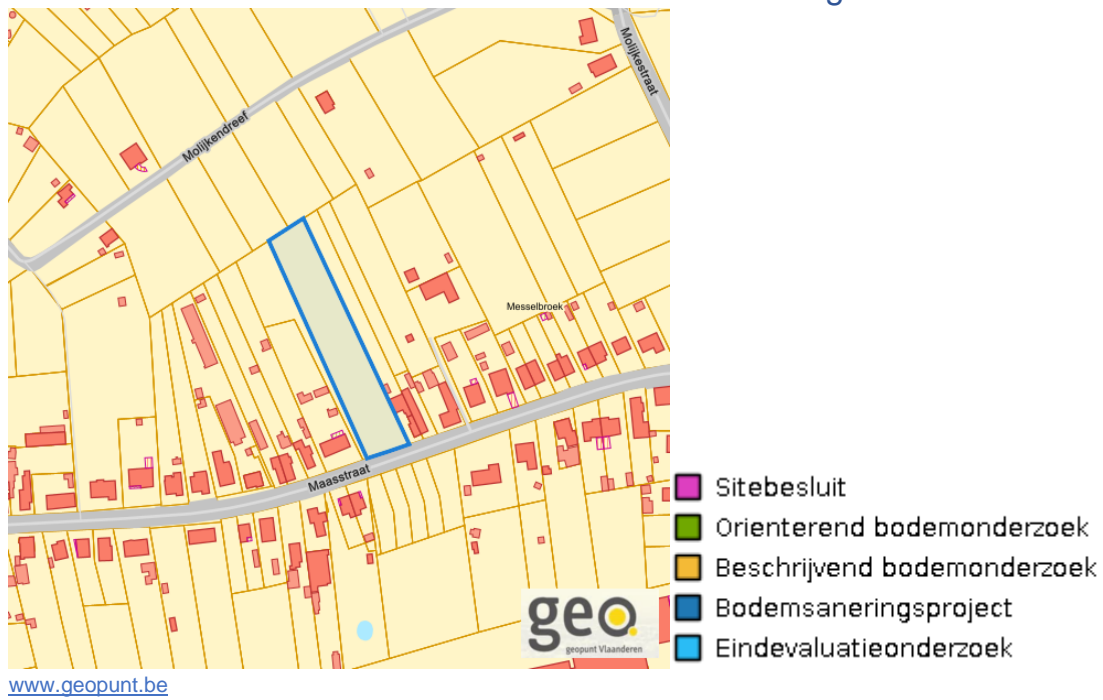 Molijkestraat
Molijkendreef
Messelbroek
Maasstraat
geo
geopunt Vlaanderen
Sitebesluit
Orienterend bodemonderzoek
Beschrijvend bodemonderzoek
Bodemsaneringsproject
Eindevaluatieonderzoek
www.geopunt.be